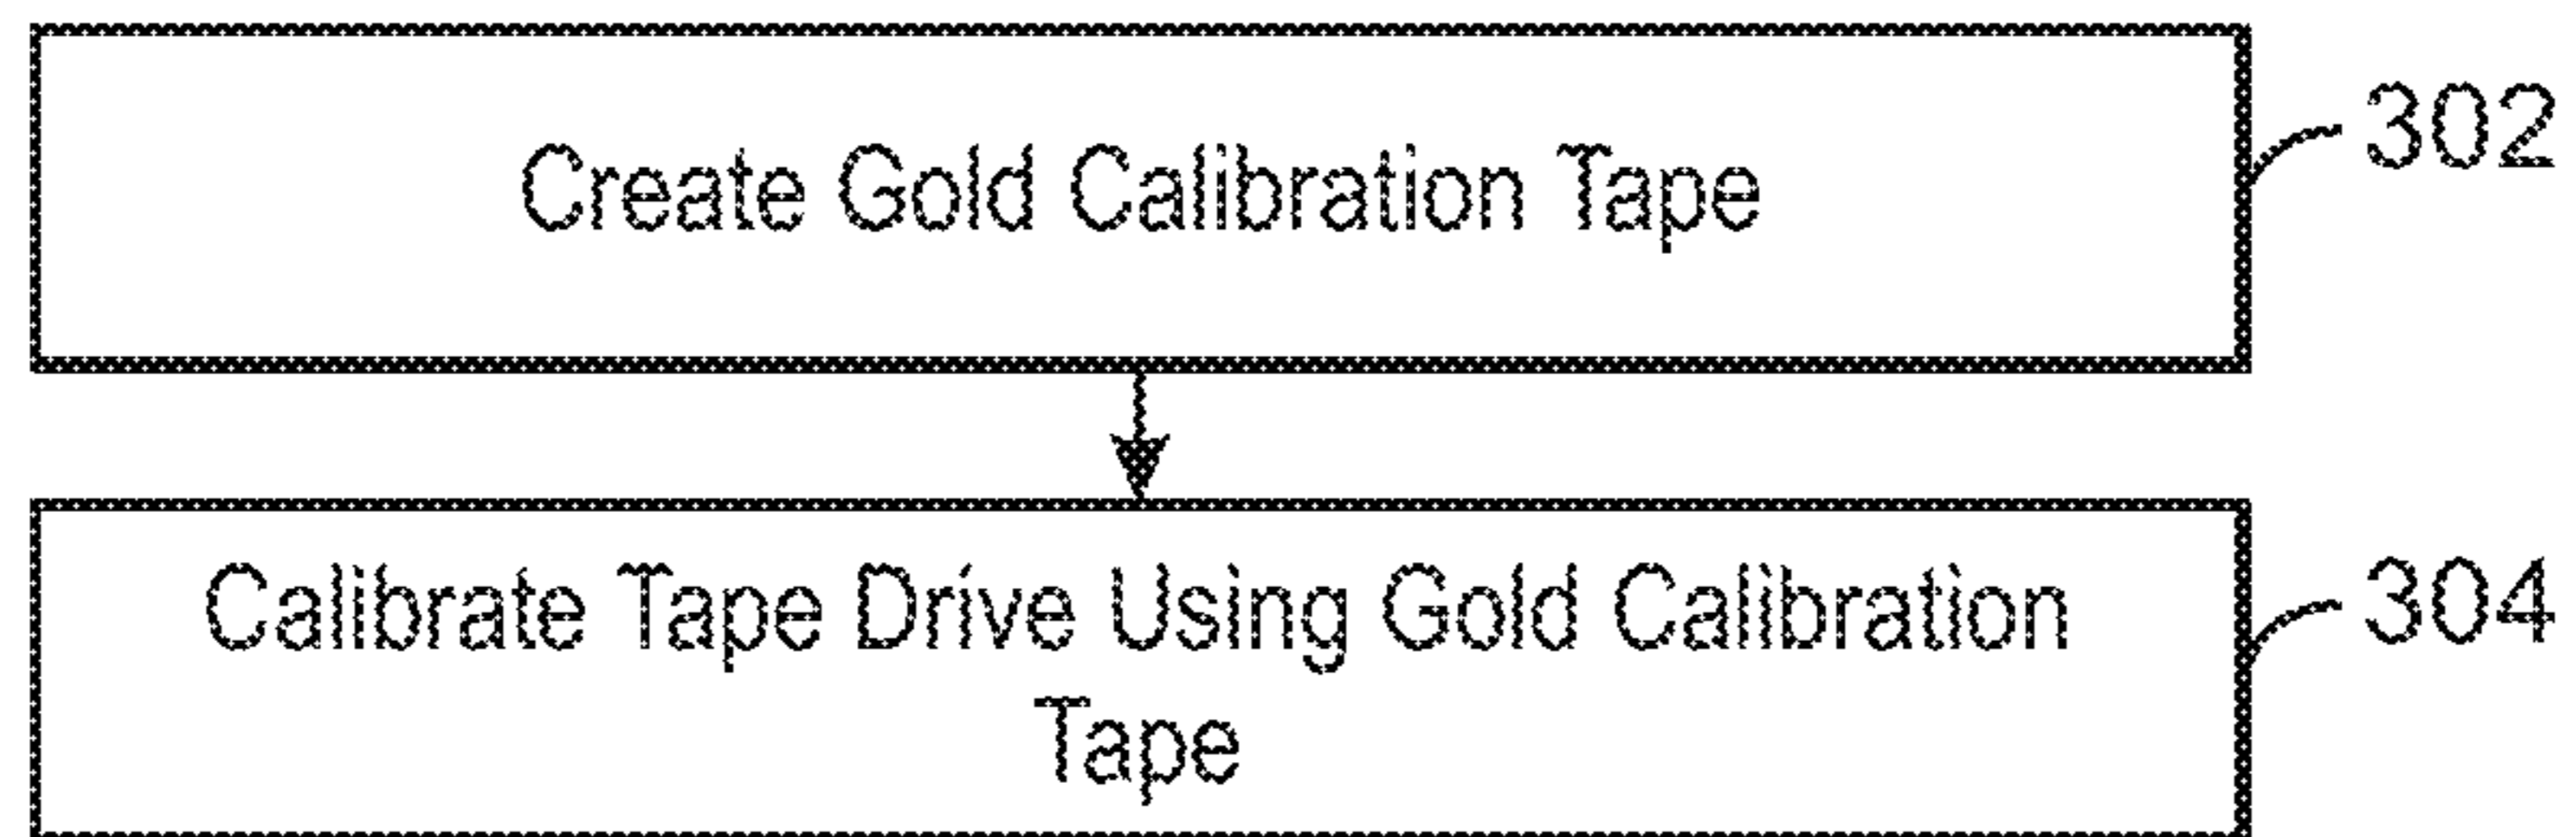 Create Gold Calibration Tape
302
Calibrate Tape Drive Using Gold Calibration
Tape
304